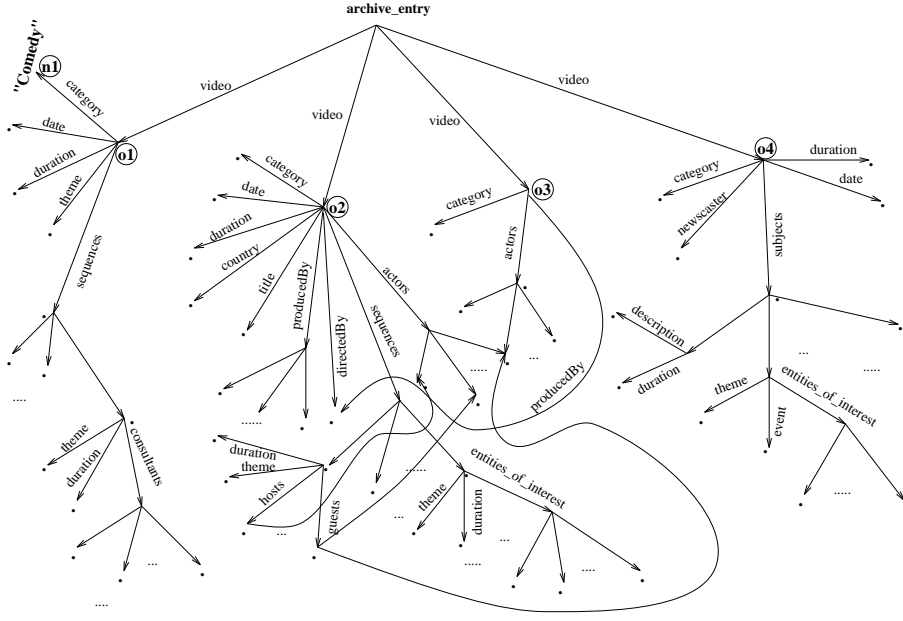 archive_entry
video
video
video
video
"Comedy"
n1
category
date
duration
theme
o1
sequences
....
theme
duration
consultants
...
....
category
date
duration
country
title
producedBy
directedBy
sequences
actors
o2
......
.....
......
duration
theme
hosts
guests
...
...
entities_of_interest
theme
duration
.....
...
....
o3
category
actors
...
producedBy
o4
category
newscaster
subjects
duration
date
description
duration
...
.....
theme
event
entities_of_interest
.....
....